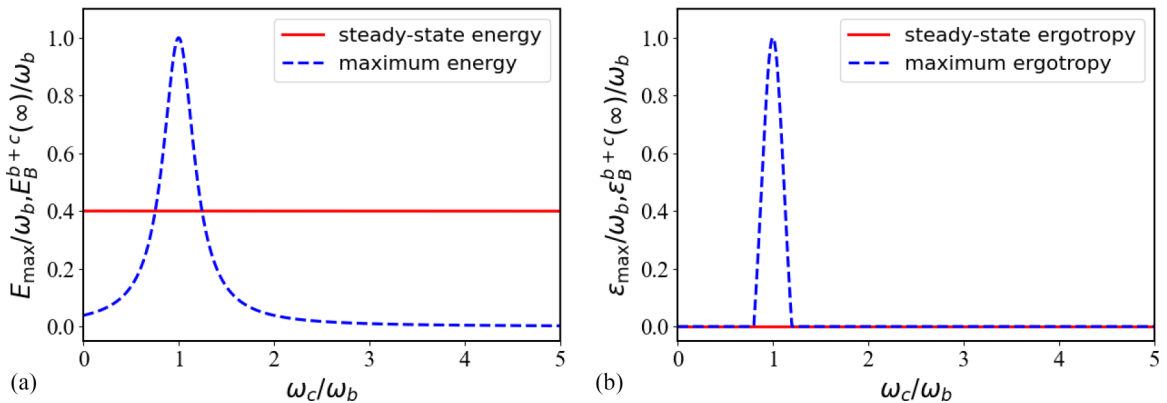 steady-state energy
maximum energy
E_max/ω_b,E_B^{b+c}(∞)/ω_b
1.0
0.8
0.6
0.4
0.2
0.0
0 1 2 3 4 5
ω_c/ω_b
(a)
steady-state ergotropy
maximum ergotropy
ε_max/ω_b,ε_B^{b+c}(∞)/ω_b
1.0
0.8
0.6
0.4
0.2
0.0
0 1 2 3 4 5
ω_c/ω_b
(b)